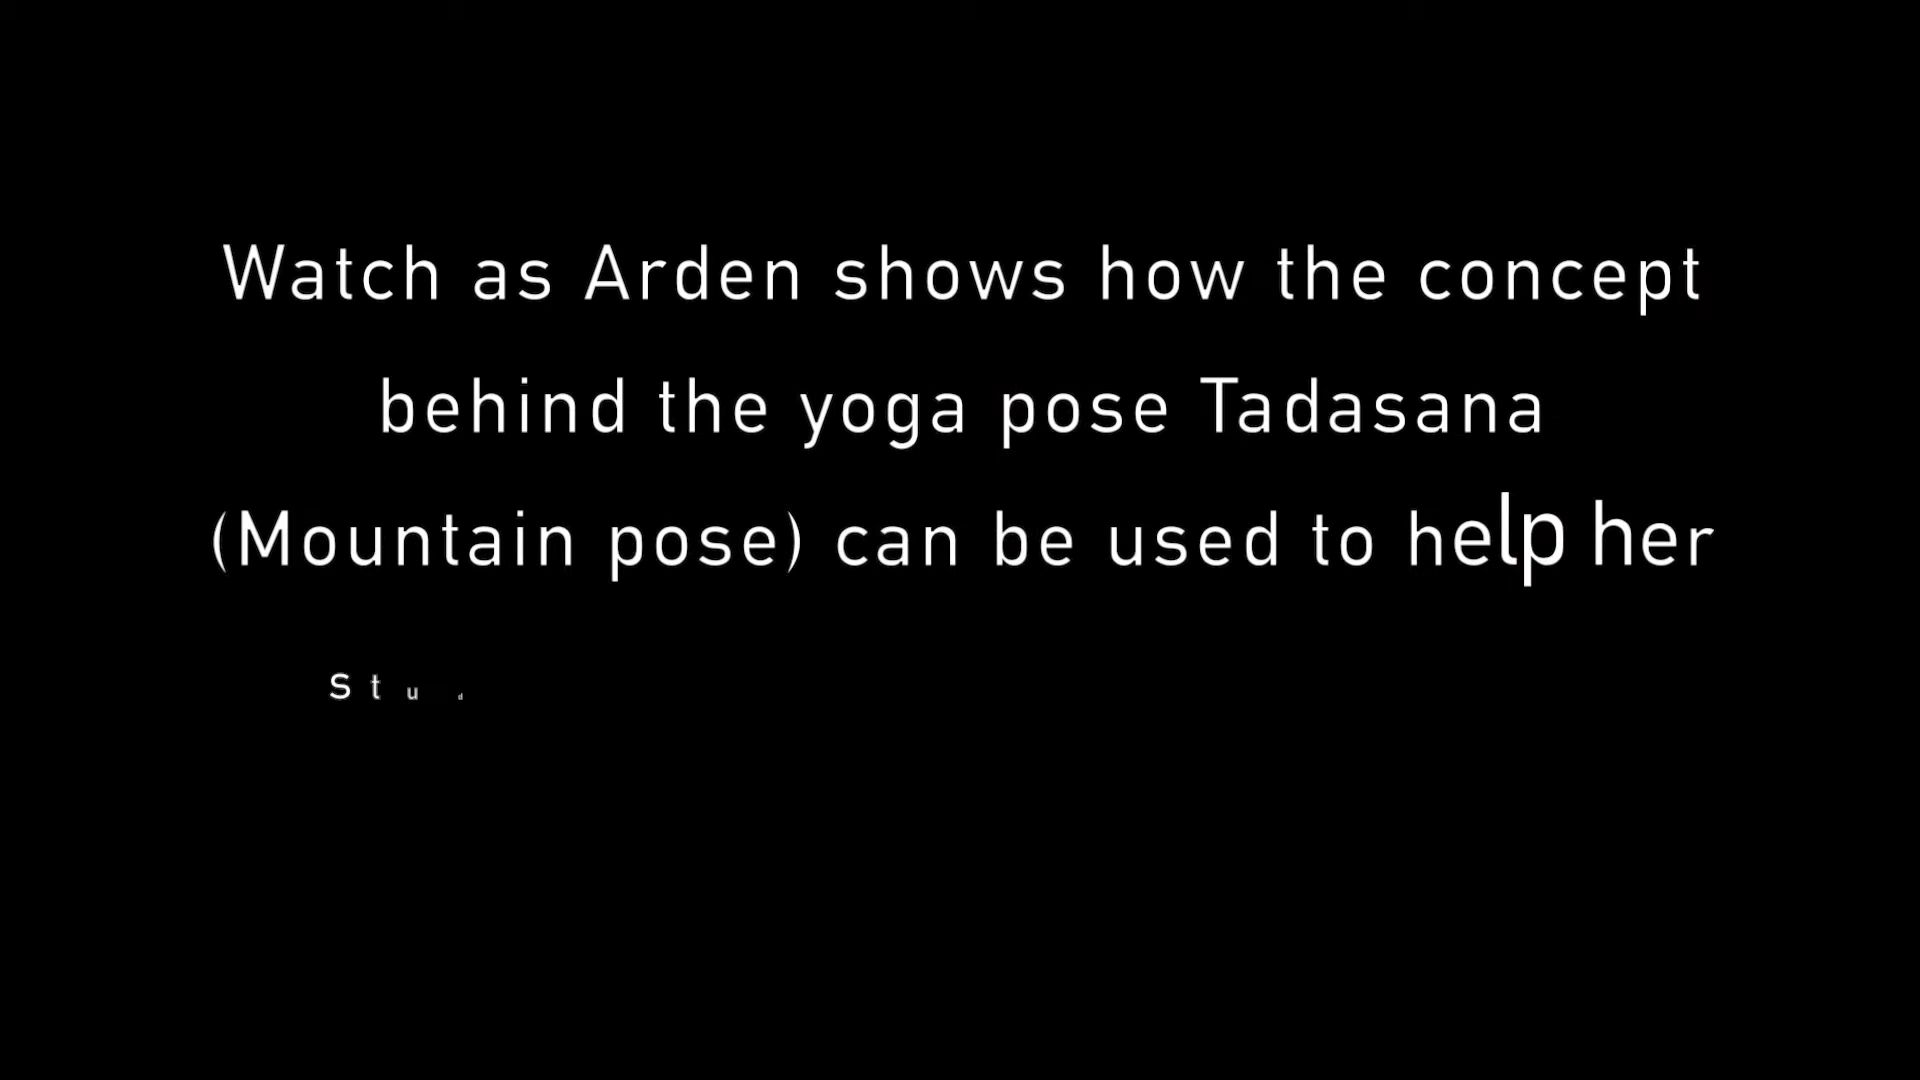 Watch as Arden shows how the concept
behind the yoga pose Tadasana
(Mountain pose) can be used to help her
stud